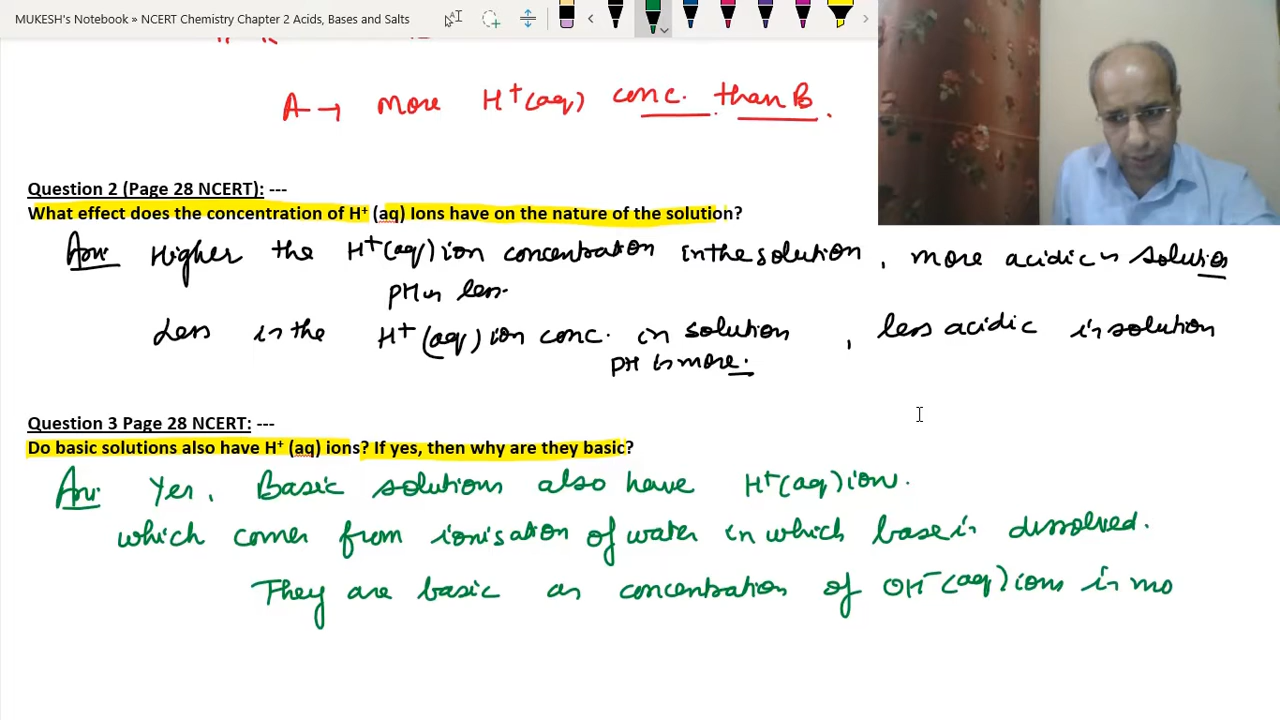 MUKESH's Notebook » NCERT Chemistry Chapter 2 Acids, Bases and Salts
A → more H+(aq) conc. than B.
Question 2 (Page 28 NCERT): ---
What effect does the concentration of H+ (aq) Ions have on the nature of the solution?
Ans: Higher the H+(aq) ion concentration in the solution, more acidic is solution
PH is less.
Less is the H+(aq) ion conc. in solution, less acidic is solution
PH is more.
Question 3 Page 28 NCERT: ---
Do basic solutions also have H+ (aq) ions? If yes, then why are they basic?
Ans: Yes, Basic solutions also have H+(aq) ion.
which comes from ionisation of water in which base is dissolved.
They are basic as concentration of OH-(aq) ions is mo